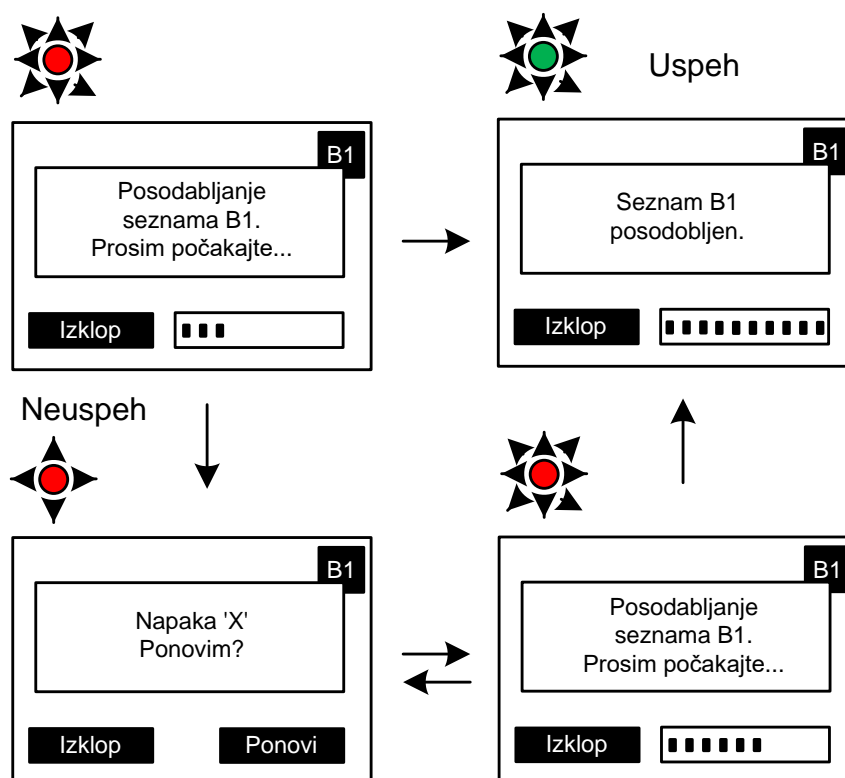 Uspeh
B1
Posodabljanje
seznama B1.
Prosim počakajte...
Izklop
B1
Seznam B1
posodobljen.
Izklop
Neuspeh
B1
Napaka 'X'
Ponovim?
Izklop
Ponovi
B1
Posodabljanje
seznama B1.
Prosim počakajte...
Izklop